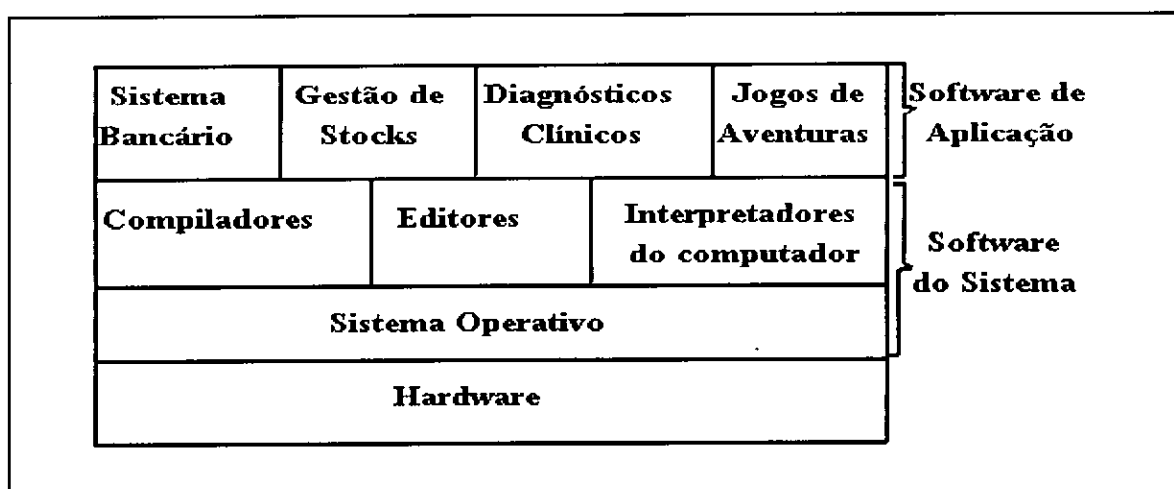 Sistema
Bancário
Gestão de
Stocks
Diagnósticos
Clínicos
Jogos de
Aventuras
Software de
Aplicação
Compiladores
Editores
Interpretadores
do computador
Software
do Sistema
Sistema Operativo
Hardware